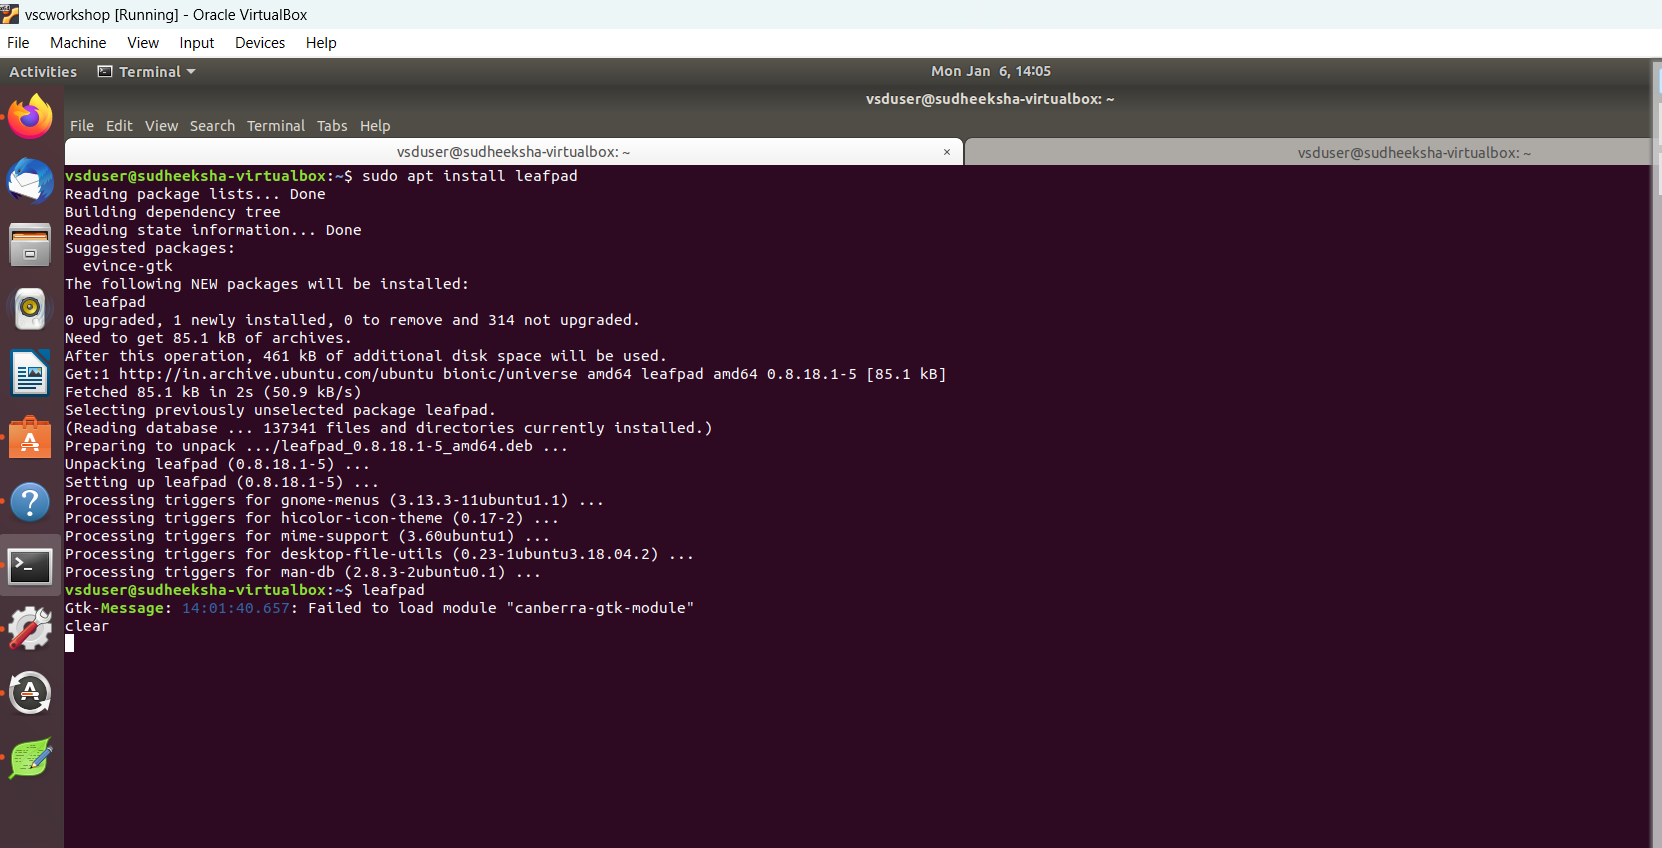 vscworkshop [Running] - Oracle VirtualBox
File Machine View Input Devices Help
Activities Terminal Mon Jan 6, 14:05
vsduser@sudheeksha-virtualbox: ~
File Edit View Search Terminal Tabs Help
vsduser@sudheeksha-virtualbox: ~ × vsduser@sudheeksha-virtualbox: ~
vsduser@sudheeksha-virtualbox:~$ sudo apt install leafpad
Reading package lists... Done
Building dependency tree
Reading state information... Done
Suggested packages:
  evince-gtk
The following NEW packages will be installed:
  leafpad
0 upgraded, 1 newly installed, 0 to remove and 314 not upgraded.
Need to get 85.1 kB of archives.
After this operation, 461 kB of additional disk space will be used.
Get:1 http://in.archive.ubuntu.com/ubuntu bionic/universe amd64 leafpad amd64 0.8.18.1-5 [85.1 kB]
Fetched 85.1 kB in 2s (50.9 kB/s)
Selecting previously unselected package leafpad.
(Reading database ... 137341 files and directories currently installed.)
Preparing to unpack .../leafpad_0.8.18.1-5_amd64.deb ...
Unpacking leafpad (0.8.18.1-5) ...
Setting up leafpad (0.8.18.1-5) ...
Processing triggers for gnome-menus (3.13.3-11ubuntu1.1) ...
Processing triggers for hicolor-icon-theme (0.17-2) ...
Processing triggers for mime-support (3.60ubuntu1) ...
Processing triggers for desktop-file-utils (0.23-1ubuntu3.18.04.2) ...
Processing triggers for man-db (2.8.3-2ubuntu0.1) ...
vsduser@sudheeksha-virtualbox:~$ leafpad
Gtk-Message: 14:01:40.657: Failed to load module "canberra-gtk-module"
clear